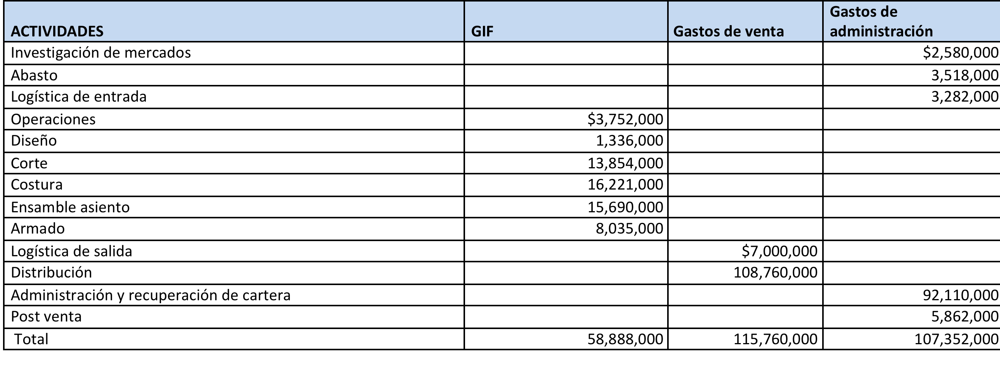 ACTIVIDADES GIF Gastos de venta Gastos de
administración
Investigación de mercados $2,580,000
Abasto 3,518,000
Logística de entrada 3,282,000
Operaciones $3,752,000
Diseño 1,336,000
Corte 13,854,000
Costura 16,221,000
Ensamble asiento 15,690,000
Armado 8,035,000
Logística de salida $7,000,000
Distribución 108,760,000
Administración y recuperación de cartera 92,110,000
Post venta 5,862,000
Total 58,888,000 115,760,000 107,352,000